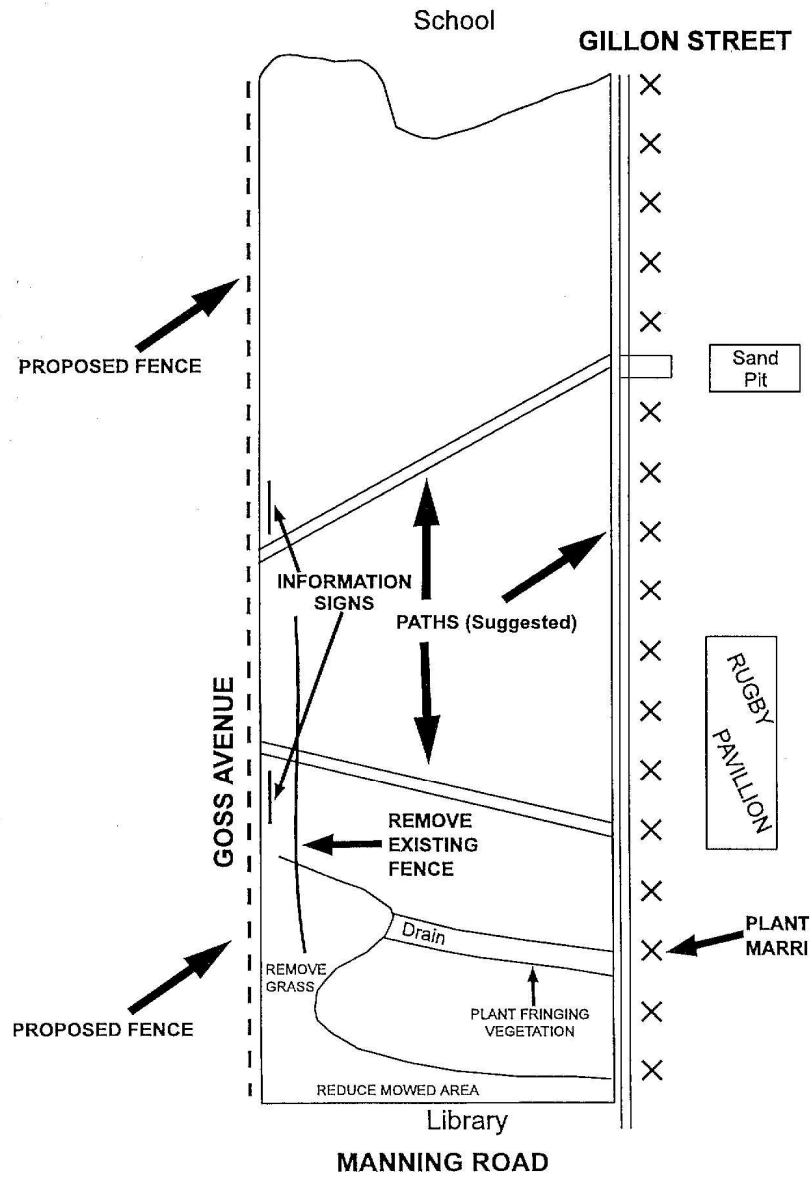 School
GILLON STREET
PROPOSED FENCE
Sand
Pit
INFORMATION
SIGNS
PATHS (Suggested)
RUGBY
PAVILLION
GOSS AVENUE
REMOVE
EXISTING
FENCE
Drain
PLANT
MARRI
REMOVE
GRASS
PLANT FRINGING
VEGETATION
PROPOSED FENCE
REDUCE MOWED AREA
Library
MANNING ROAD